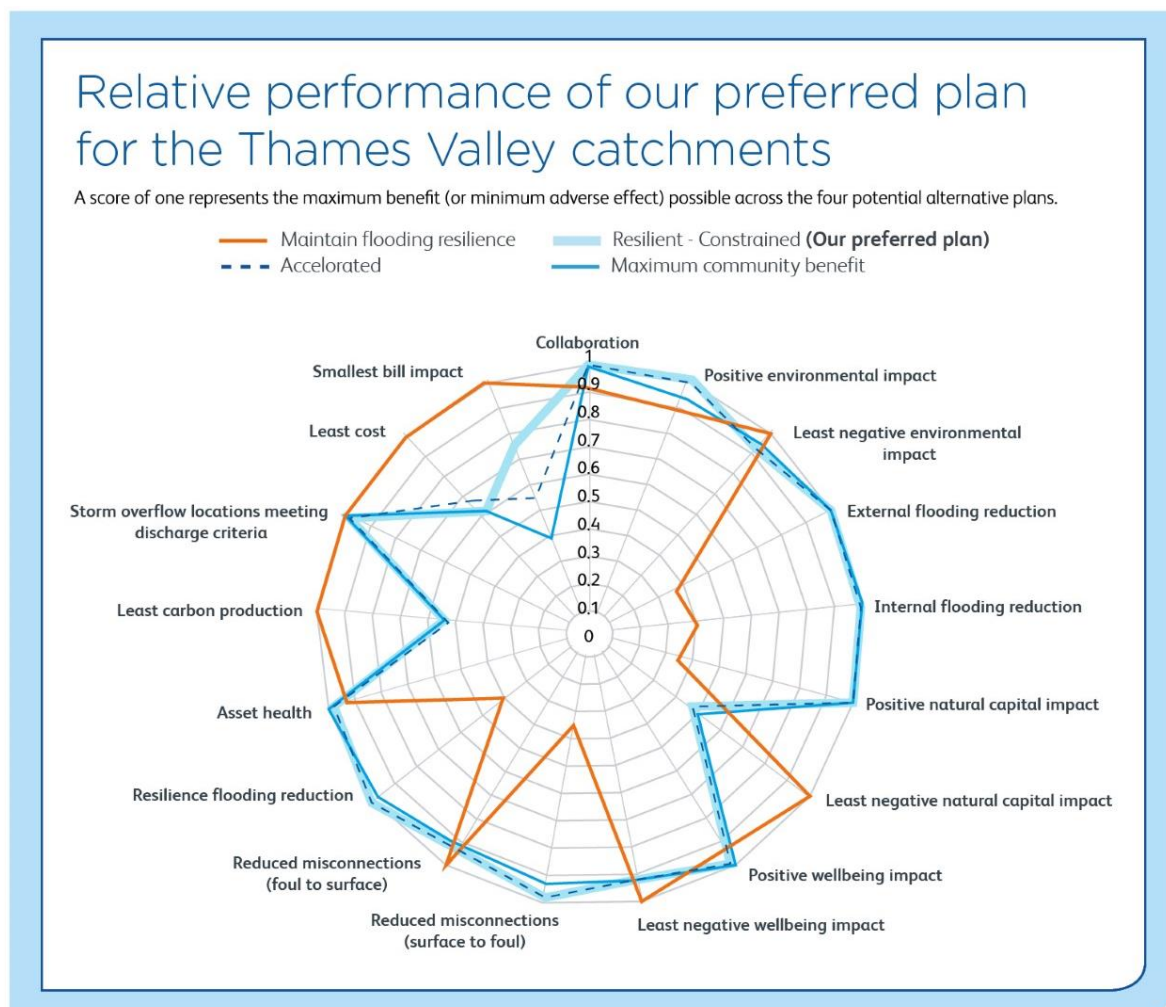 Relative performance of our preferred plan
for the Thames Valley catchments
A score of one represents the maximum benefit (or minimum adverse effect) possible across the four potential alternative plans.
Maintain flooding resilience
Resilient - Constrained (Our preferred plan)
Accelorated
Maximum community benefit
Collaboration
Positive environmental impact
Least negative environmental
impact
External flooding reduction
Internal flooding reduction
Positive natural capital impact
Least negative natural capital impact
Positive wellbeing impact
Least negative wellbeing impact
Reduced misconnections
(surface to foul)
Reduced misconnections
(foul to surface)
Resilience flooding reduction
Asset health
Least carbon production
Storm overflow locations meeting
discharge criteria
Least cost
Smallest bill impact
1
0.9
0.8
0.7
0.6
0.5
0.4
0.3
0.2
0.1
0